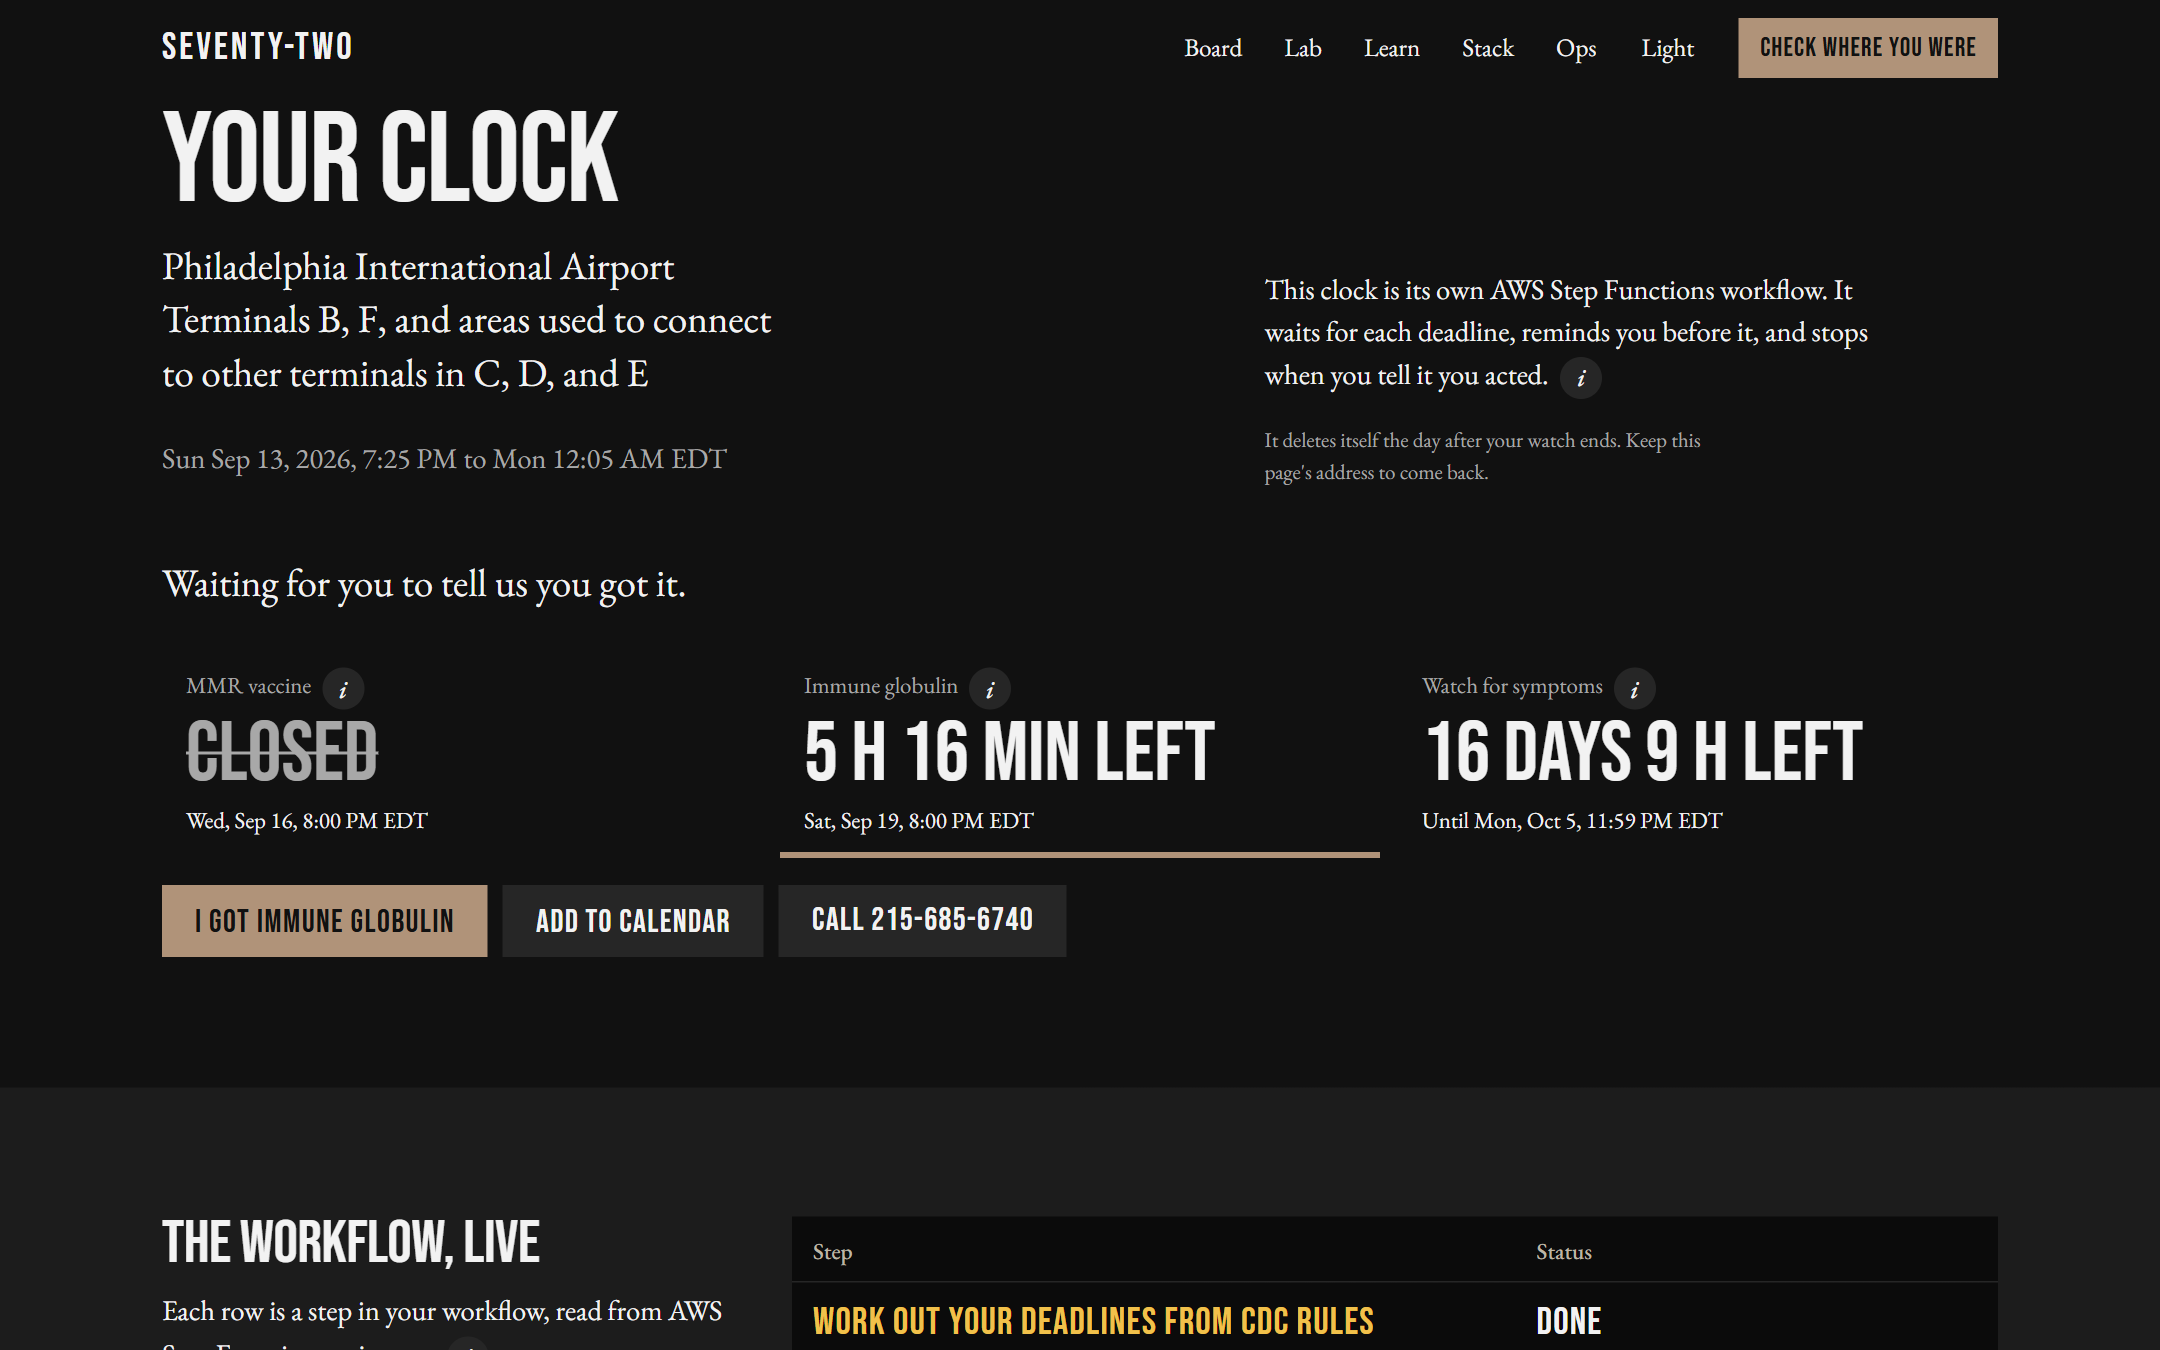 SEVENTY-TWO
Board
Lab
Learn
Stack
Ops
Light
CHECK WHERE YOU WERE
YOUR CLOCK
Philadelphia International Airport
Terminals B, F, and areas used to connect
to other terminals in C, D, and E
Sun Sep 13, 2026, 7:25 PM to Mon 12:05 AM EDT
This clock is its own AWS Step Functions workflow. It
waits for each deadline, reminds you before it, and stops
when you tell it you acted. i
It deletes itself the day after your watch ends. Keep this
page's address to come back.
Waiting for you to tell us you got it.
MMR vaccine i
CLOSED
Wed, Sep 16, 8:00 PM EDT
Immune globulin i
5 H 16 MIN LEFT
Sat, Sep 19, 8:00 PM EDT
Watch for symptoms i
16 DAYS 9 H LEFT
Until Mon, Oct 5, 11:59 PM EDT
I GOT IMMUNE GLOBULIN
ADD TO CALENDAR
CALL 215-685-6740
THE WORKFLOW, LIVE
Each row is a step in your workflow, read from AWS
Step
Status
WORK OUT YOUR DEADLINES FROM CDC RULES
DONE